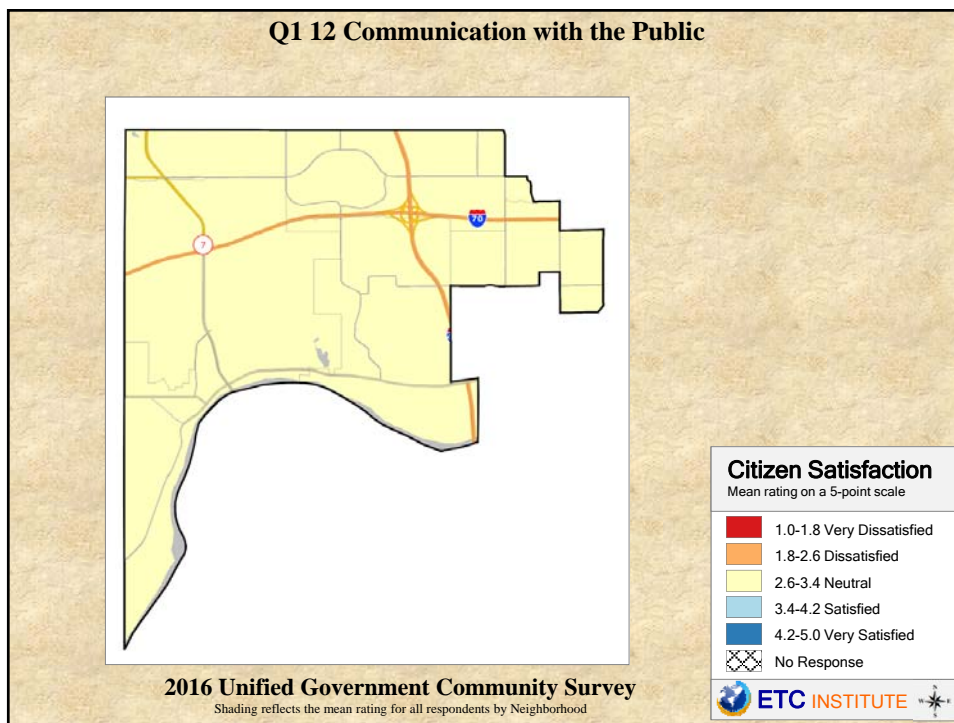 Q1 12 Communication with the Public
70
7
Citizen Satisfaction
Mean rating on a 5-point scale
1.0-1.8 Very Dissatisfied
1.8-2.6 Dissatisfied
2.6-3.4 Neutral
3.4-4.2 Satisfied
4.2-5.0 Very Satisfied
No Response
2016 Unified Government Community Survey
Shading reflects the mean rating for all respondents by Neighborhood
ETC INSTITUTE